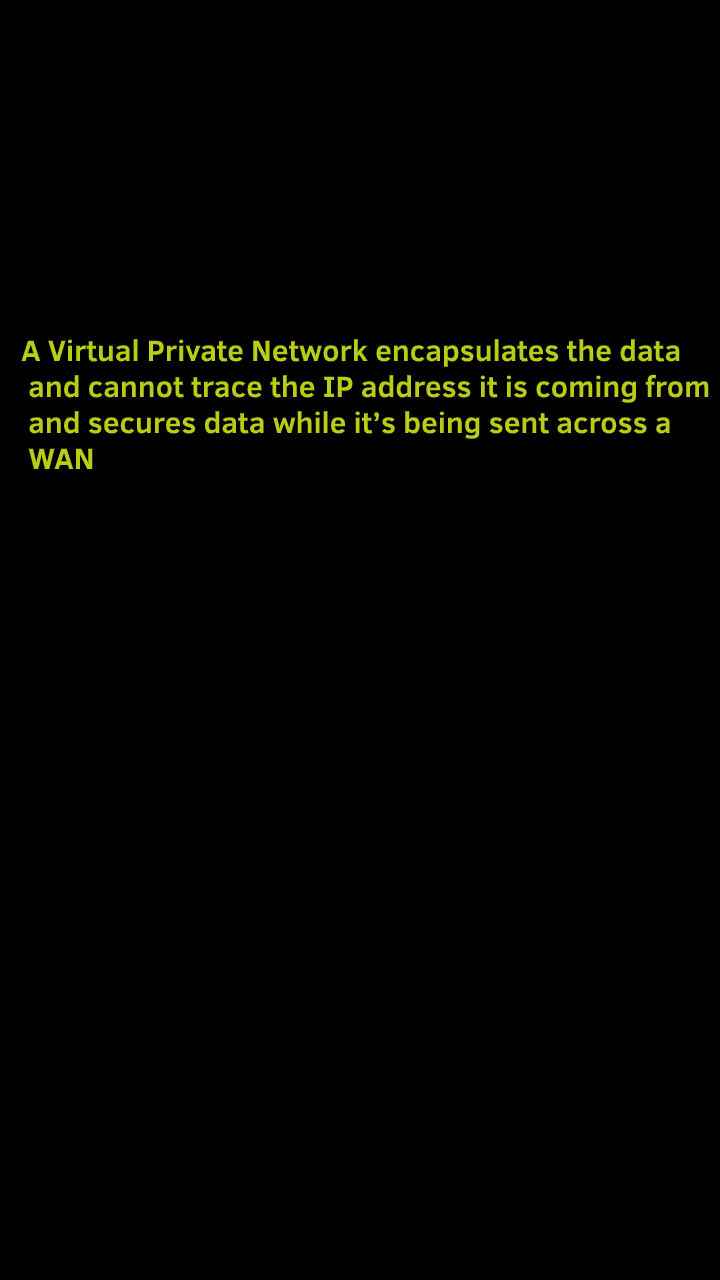 A Virtual Private Network encapsulates the data
and cannot trace the IP address it is coming from
and secures data while it’s being sent across a
WAN